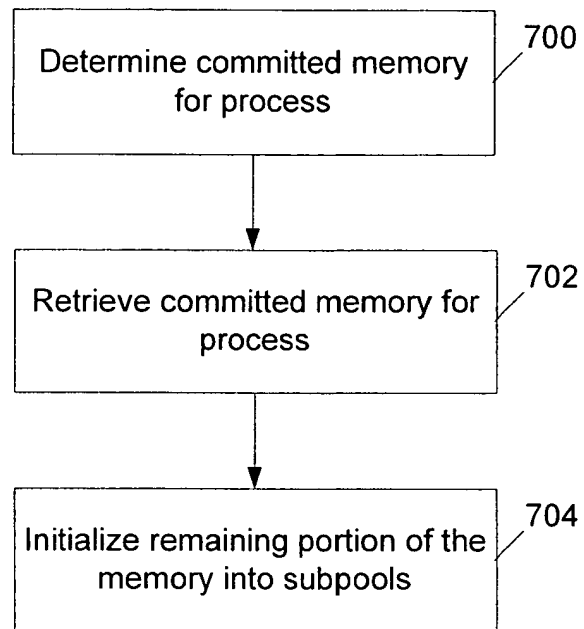 700
Determine committed memory
for process
702
Retrieve committed memory for
process
704
Initialize remaining portion of the
memory into subpools